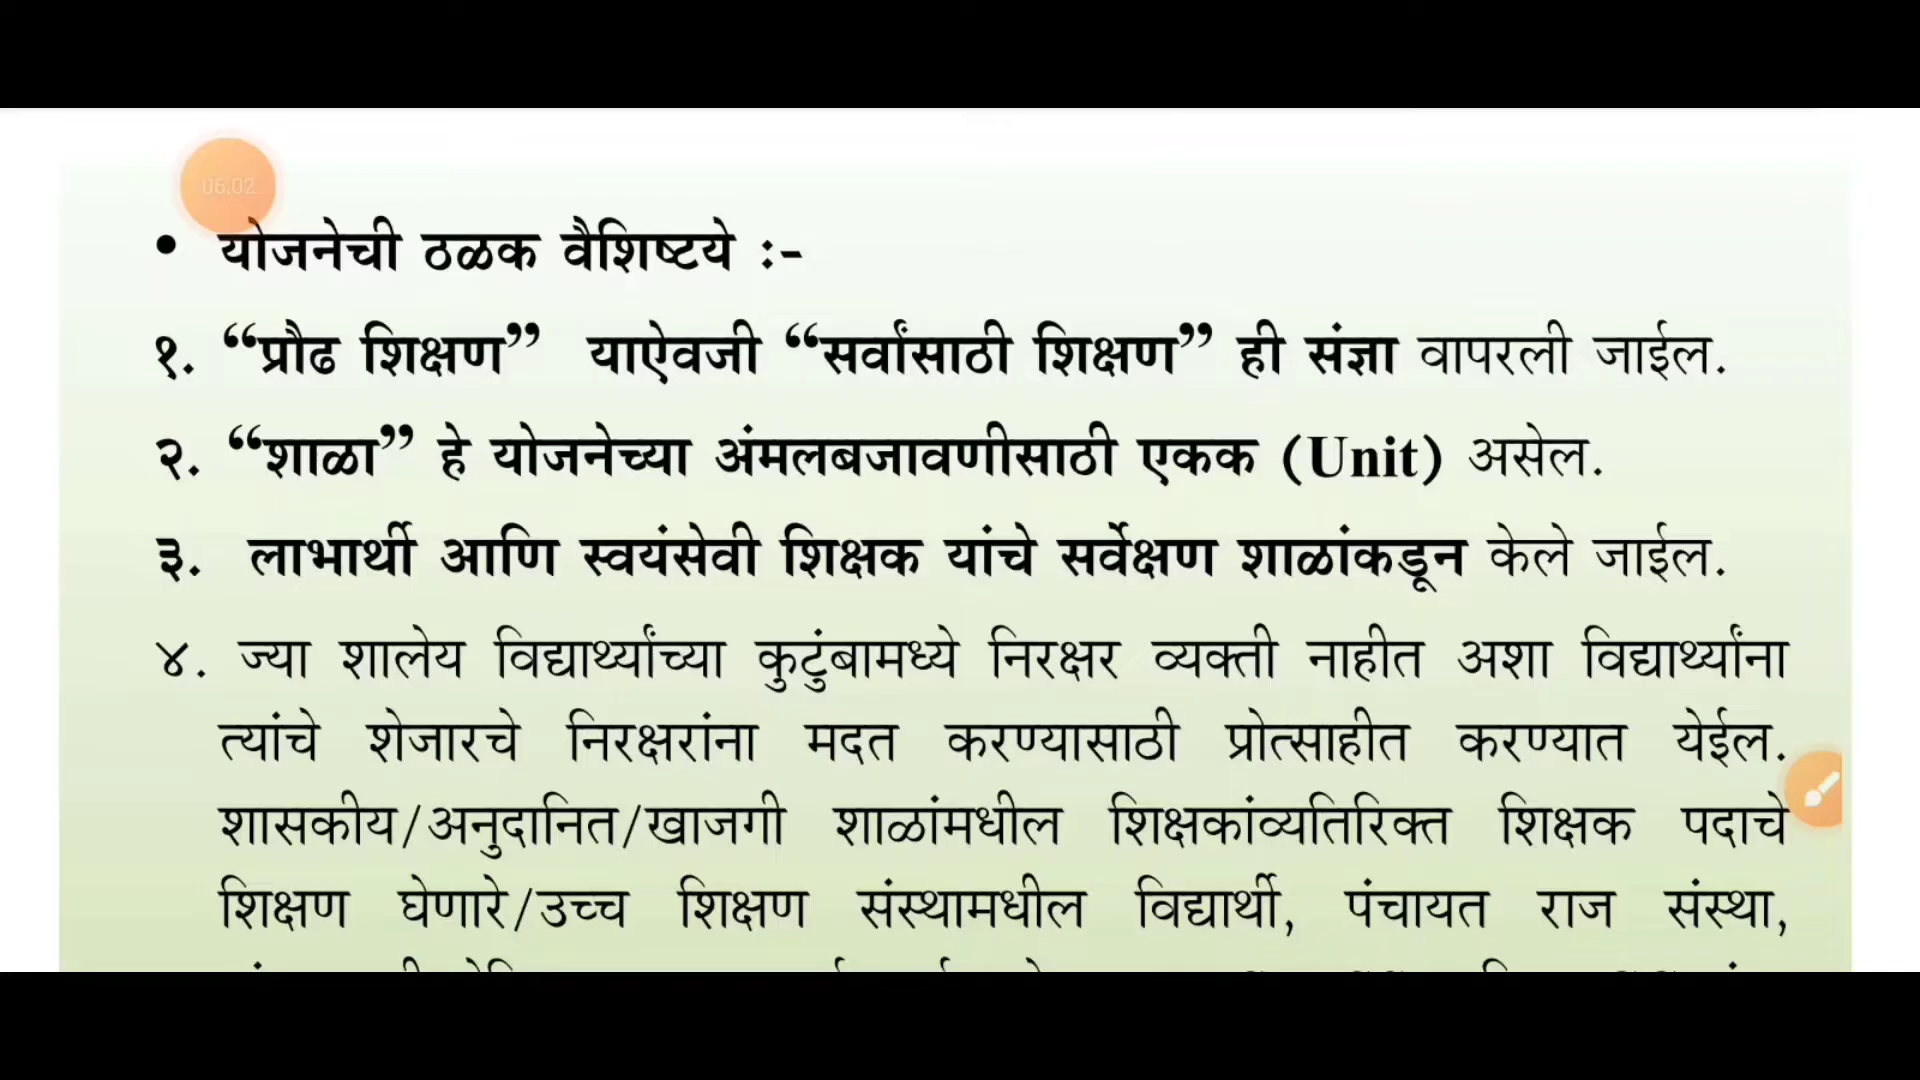 06:02
• योजनेची ठळक वैशिष्टये :-
१. “प्रौढ शिक्षण” याऐवजी “सर्वांसाठी शिक्षण” ही संज्ञा वापरली जाईल.
२. “शाळा” हे योजनेच्या अंमलबजावणीसाठी एकक (Unit) असेल.
३. लाभार्थी आणि स्वयंसेवी शिक्षक यांचे सर्वेक्षण शाळांकडून केले जाईल.
४. ज्या शालेय विद्यार्थ्यांच्या कुटुंबामध्ये निरक्षर व्यक्ती नाहीत अशा विद्यार्थ्यांना
त्यांचे शेजारचे निरक्षरांना मदत करण्यासाठी प्रोत्साहीत करण्यात येईल.
शासकीय/अनुदानित/खाजगी शाळांमधील शिक्षकांव्यतिरिक्त शिक्षक पदाचे
शिक्षण घेणारे/उच्च शिक्षण संस्थामधील विद्यार्थी, पंचायत राज संस्था,